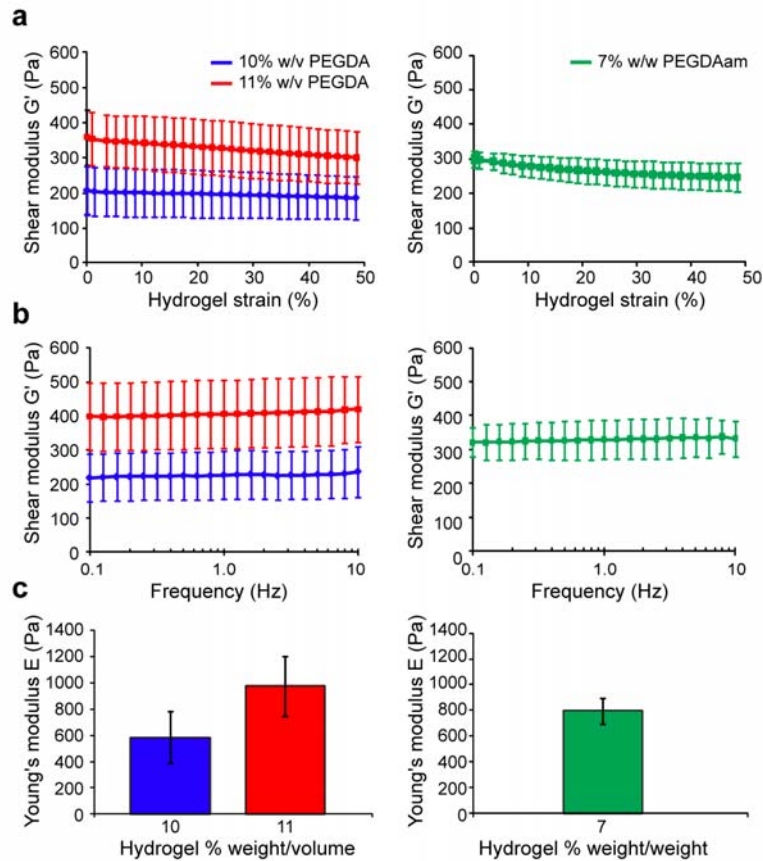 a
10% w/v PEGDA
11% w/v PEGDA
Shear modulus G' (Pa)
600
500
400
300
200
100
0
0 10 20 30 40 50
Hydrogel strain (%)
7% w/w PEGDAam
Shear modulus G' (Pa)
600
500
400
300
200
100
0
0 10 20 30 40 50
Hydrogel strain (%)
b
Shear modulus G' (Pa)
600
500
400
300
200
100
0
0.1 1.0 10
Frequency (Hz)
Shear modulus G' (Pa)
600
500
400
300
200
100
0
0.1 1.0 10
Frequency (Hz)
c
Young's modulus E (Pa)
1400
1200
1000
800
600
400
200
0
10 11
Hydrogel % weight/volume
Young's modulus E (Pa)
1400
1200
1000
800
600
400
200
0
7
Hydrogel % weight/weight